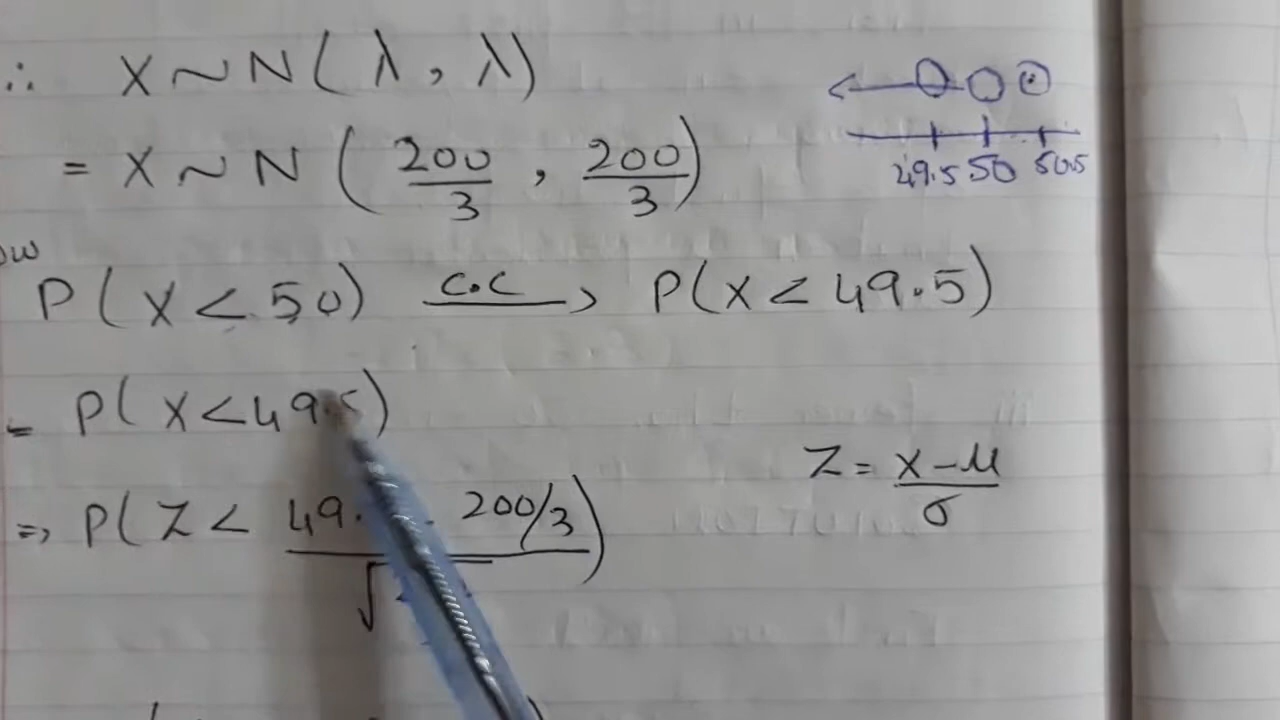 ∴ X ~ N(λ, λ)
= X ~ N(200/3, 200/3)
49.5 50 50.5
P(X < 50) C.C → P(X < 49.5)
= P(X < 49.5)
Z = X - μ / σ
⇒ P(Z < 49. 200/3) / √